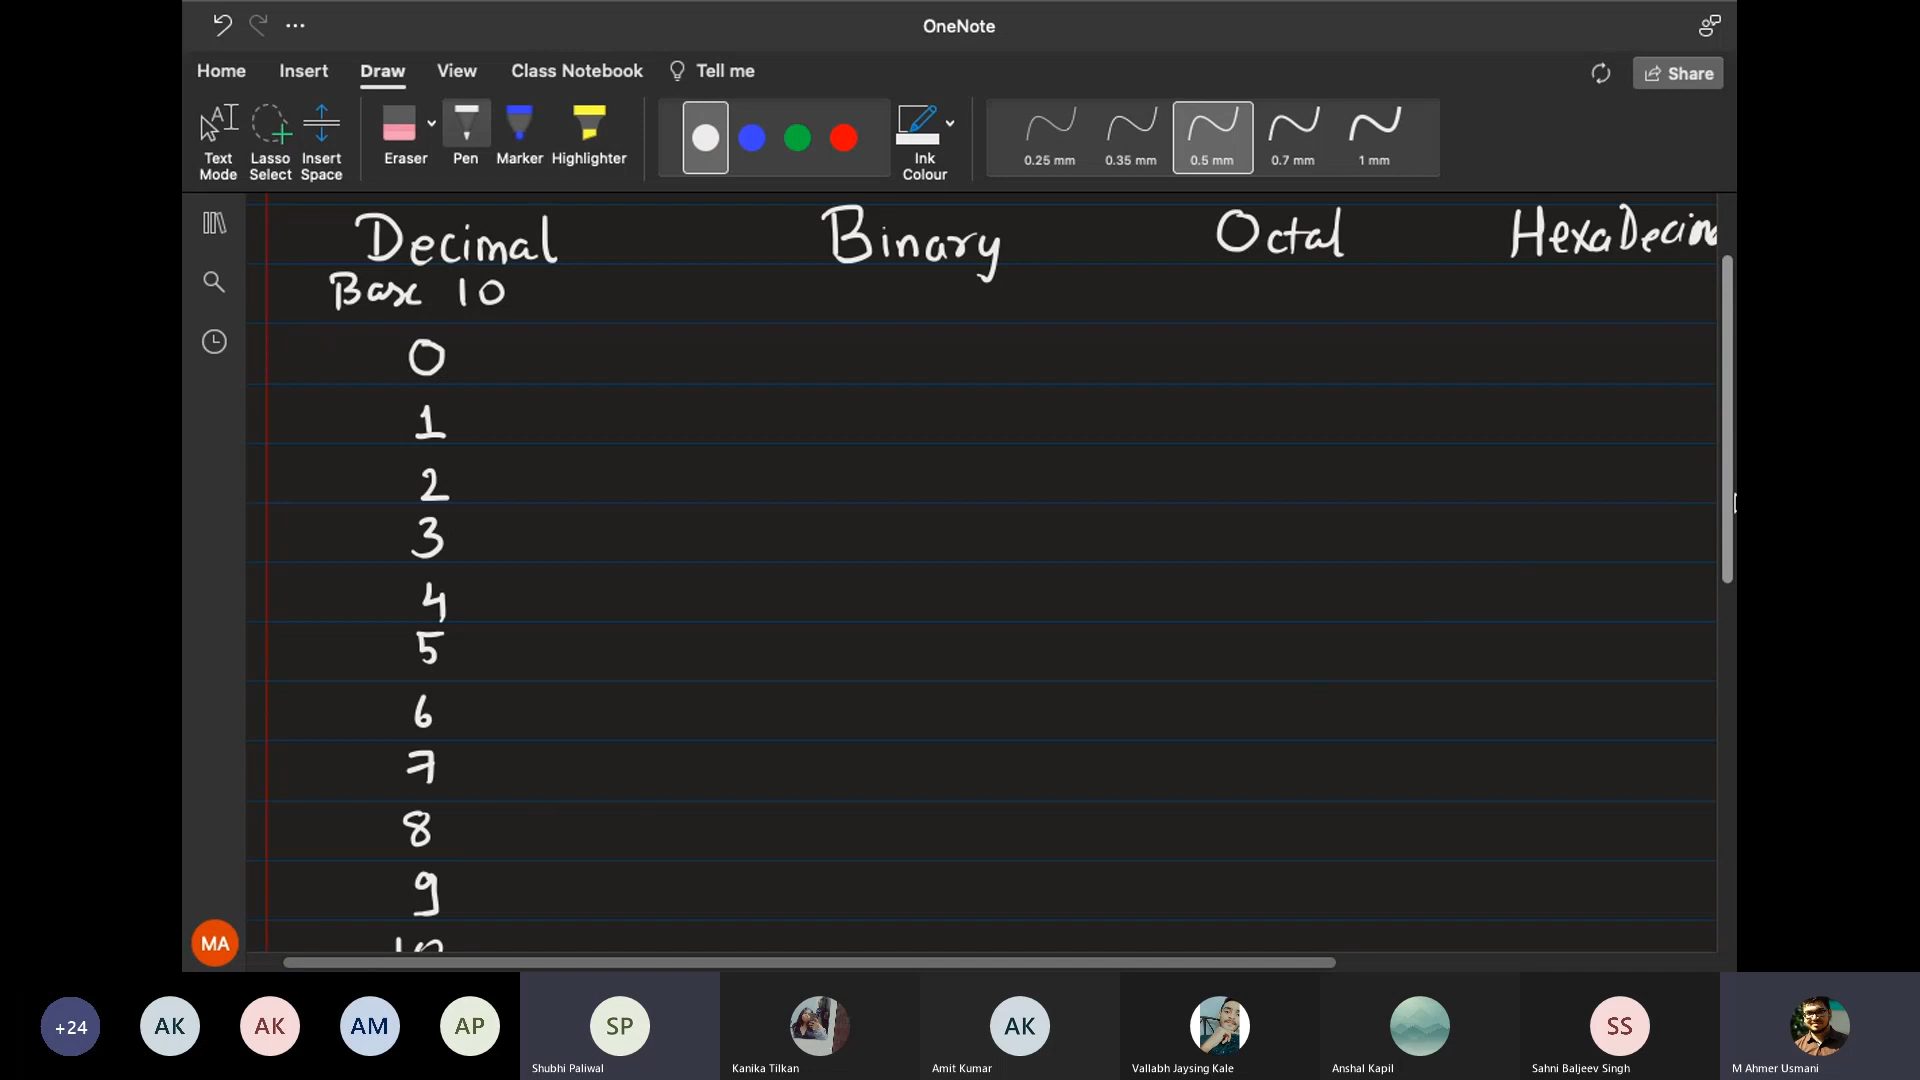 OneNote
Home Insert Draw View Class Notebook Tell me Share
Text Mode
Lasso Select
Insert Space
Eraser
Pen
Marker
Highlighter
Ink Colour
0.25 mm 0.35 mm 0.5 mm 0.7 mm 1 mm
Decimal Binary Octal HexaDecim
Base 10
0
1
2
3
4
5
6
7
8
9
10
MA
+24 AK AK AM AP SP AK SS
Shubhi Paliwal Kanika Tilkan Amit Kumar Vallabh Jaysing Kale Anshal Kapil Sahni Baljeev Singh M Ahmer Usmani